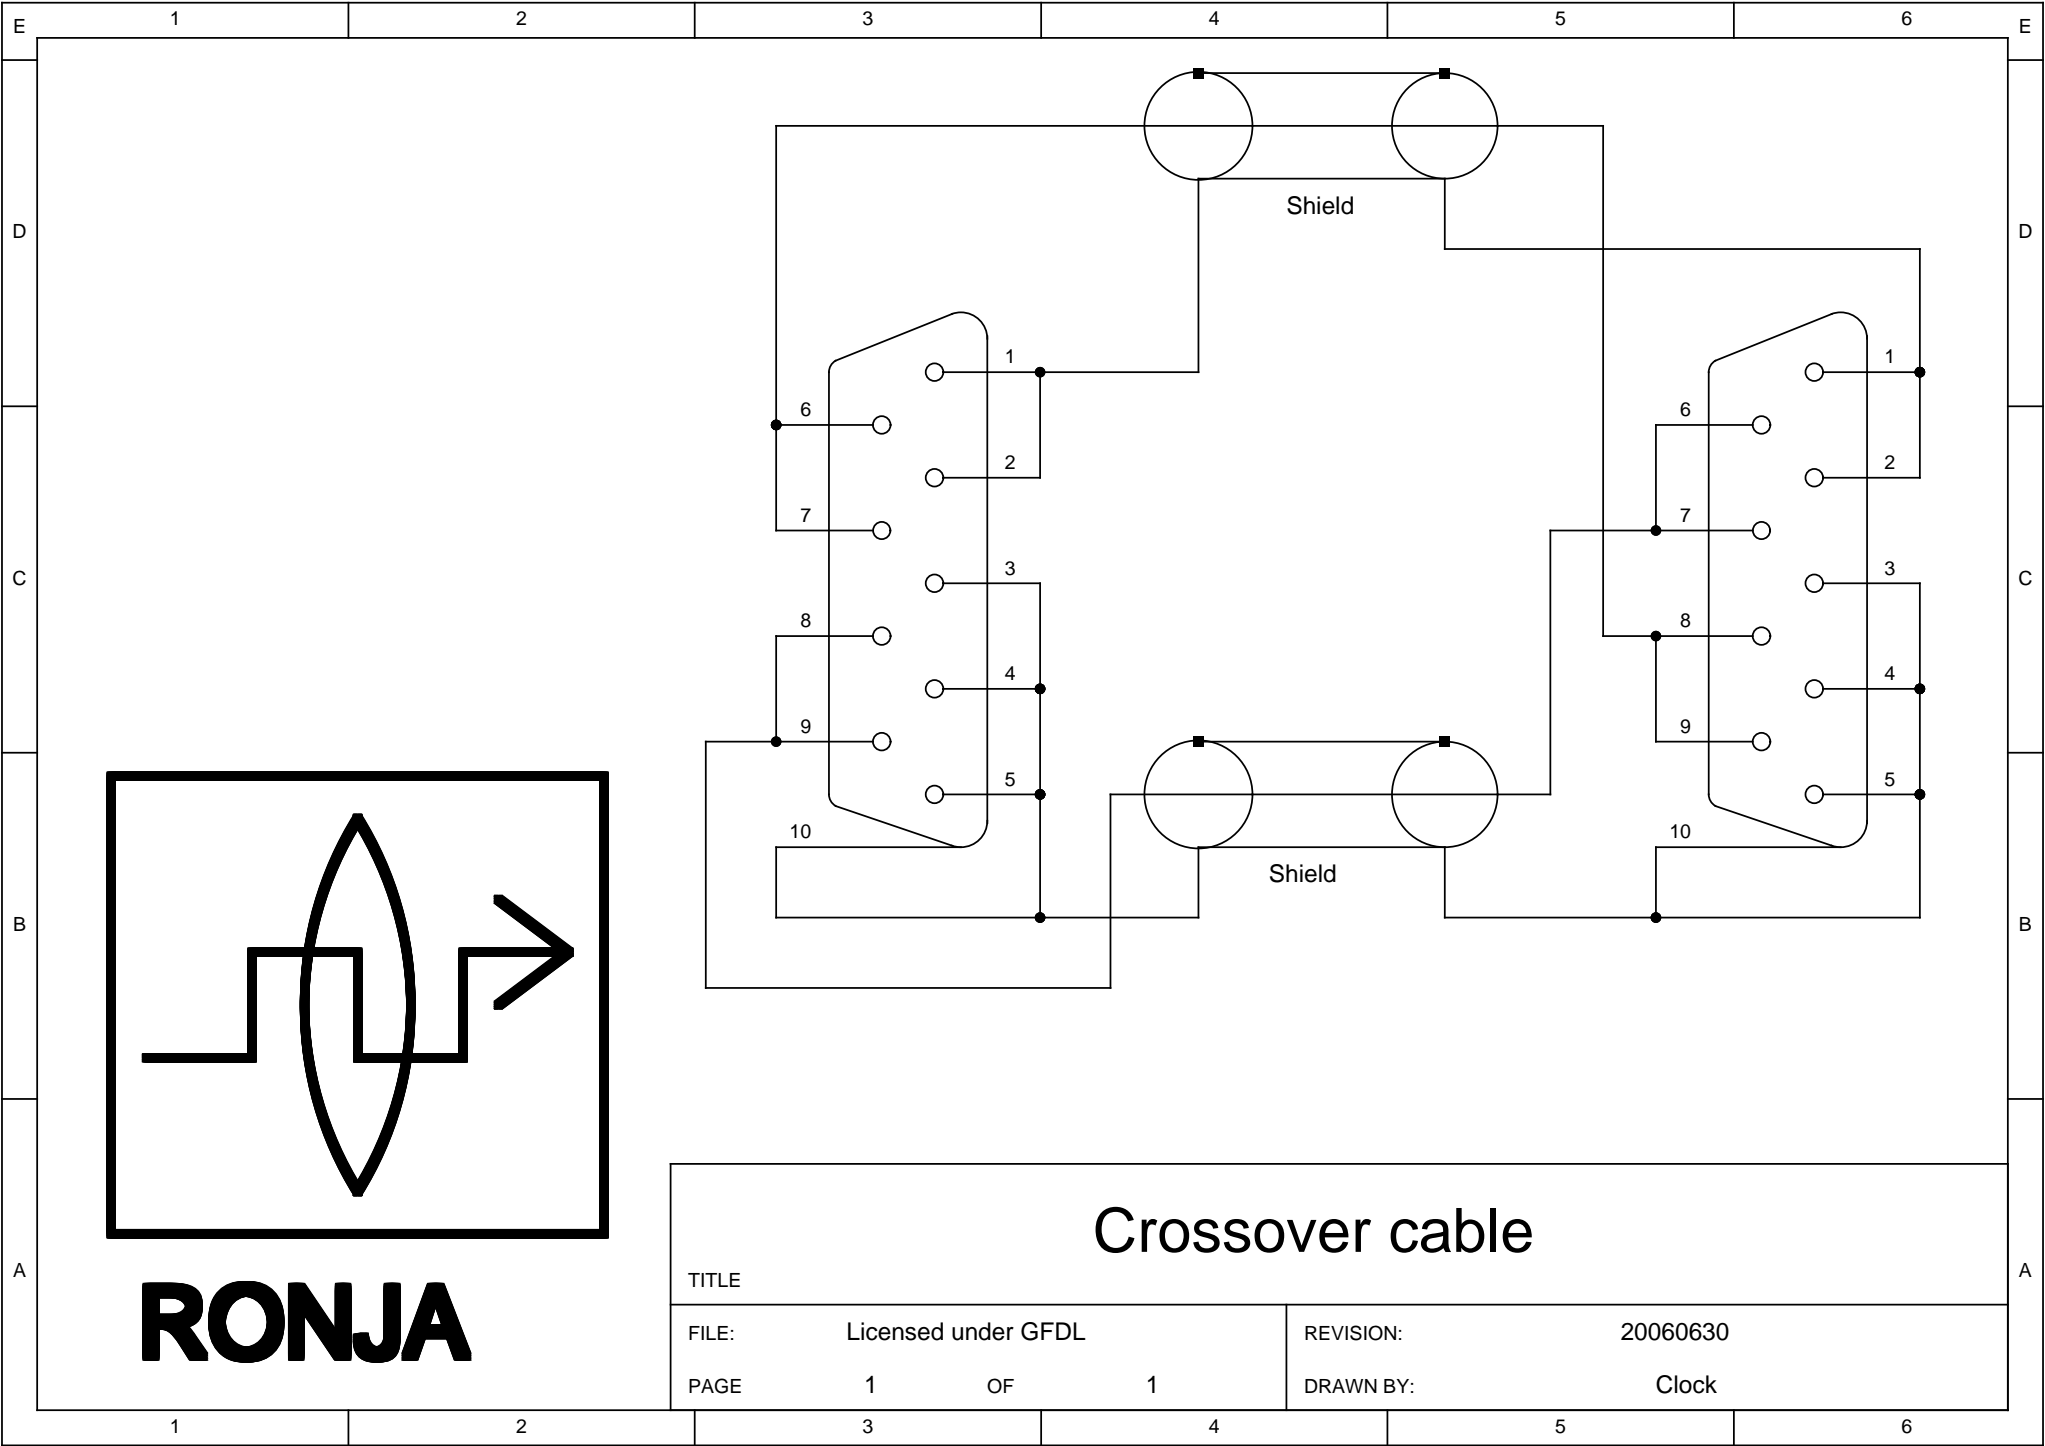 E 1 2 3 4 5 6 E
Shield
D D
1 1
6 6
2 2
7 7
3 3
C C
8 8
4 4
9 9
5 5
10 10
Shield
B B
Crossover cable
A A
TITLE
RONJA
FILE: Licensed under GFDL REVISION: 20060630
PAGE 1 OF 1 DRAWN BY: Clock
1 2 3 4 5 6